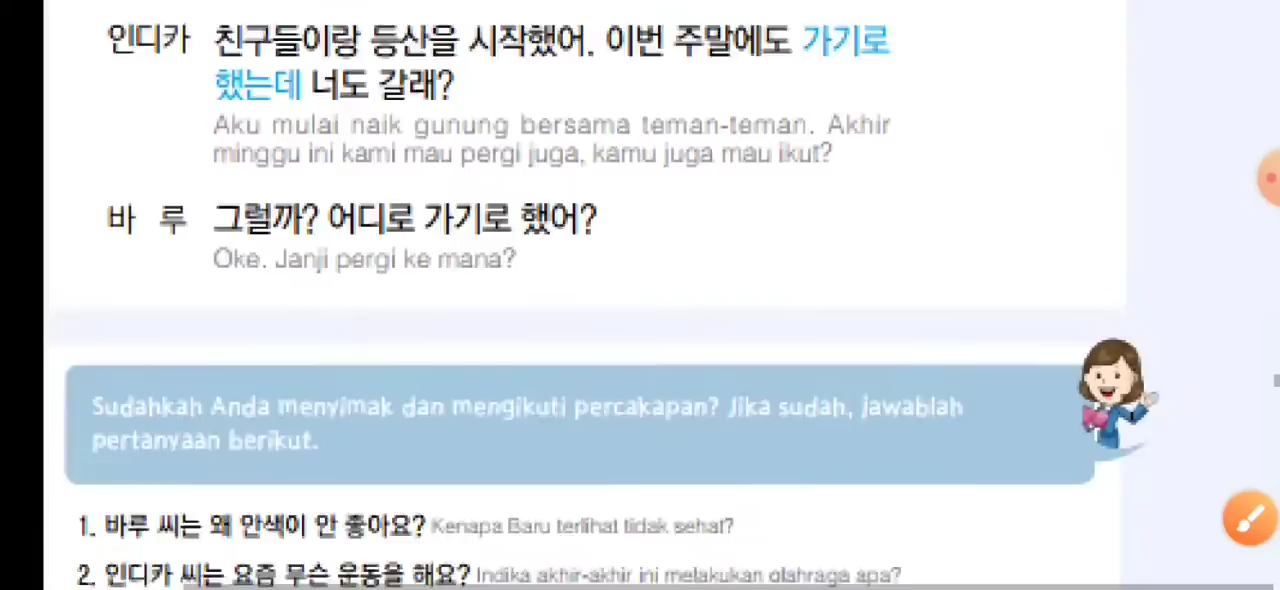 인디카 친구들이랑 등산을 시작했어. 이번 주말에도 가기로
했는데 너도 갈래?
Aku mulai naik gunung bersama teman-teman. Akhir
minggu ini kami mau pergi juga, kamu juga mau ikut?
바 루 그럴까? 어디로 가기로 했어?
Oke. Janji pergi ke mana?
Sudahkah Anda menyimak dan mengikuti percakapan? Jika sudah, jawablah
pertanyaan berikut.
1. 바루 씨는 왜 안색이 안 좋아요? Kenapa Baru terlihat tidak sehat?
2. 인디카 씨는 요즘 무슨 운동을 해요? Indika akhir-akhir ini melakukan olahraga apa?